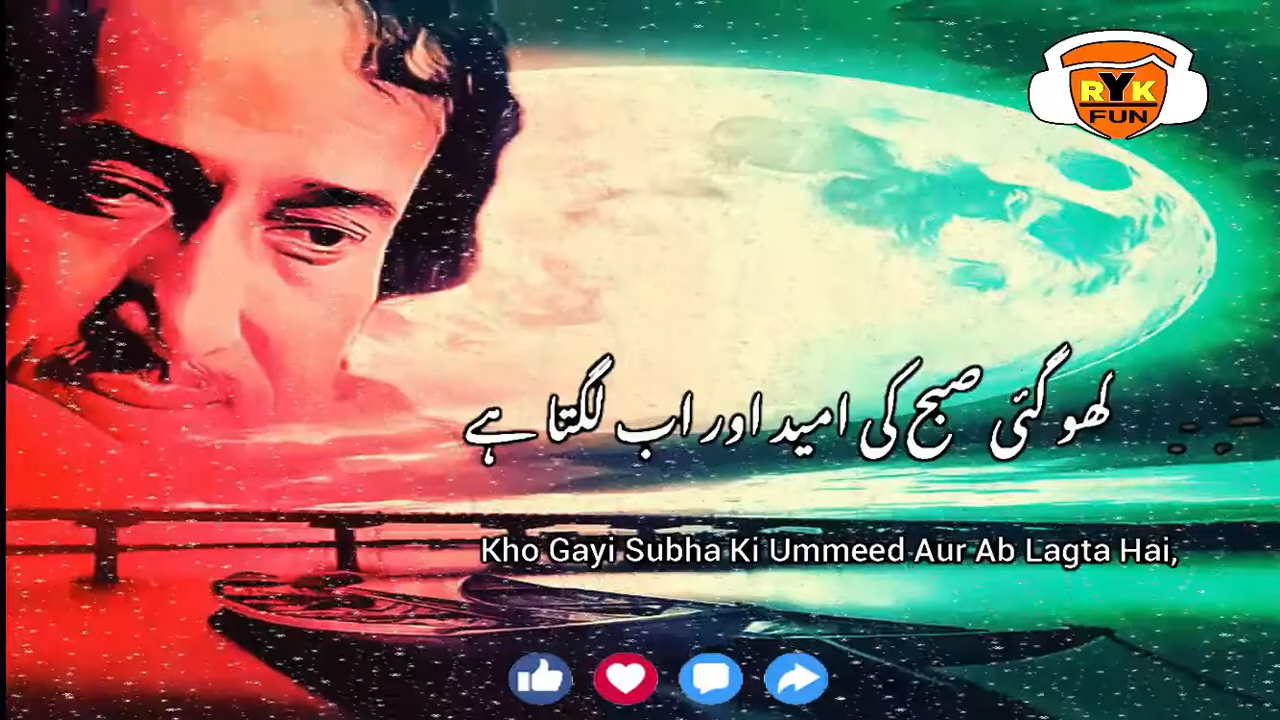 RYK
FUN
کھو گئی صبح کی امید اور اب لگتا ہے
Kho Gayi Subha Ki Ummeed Aur Ab Lagta Hai,